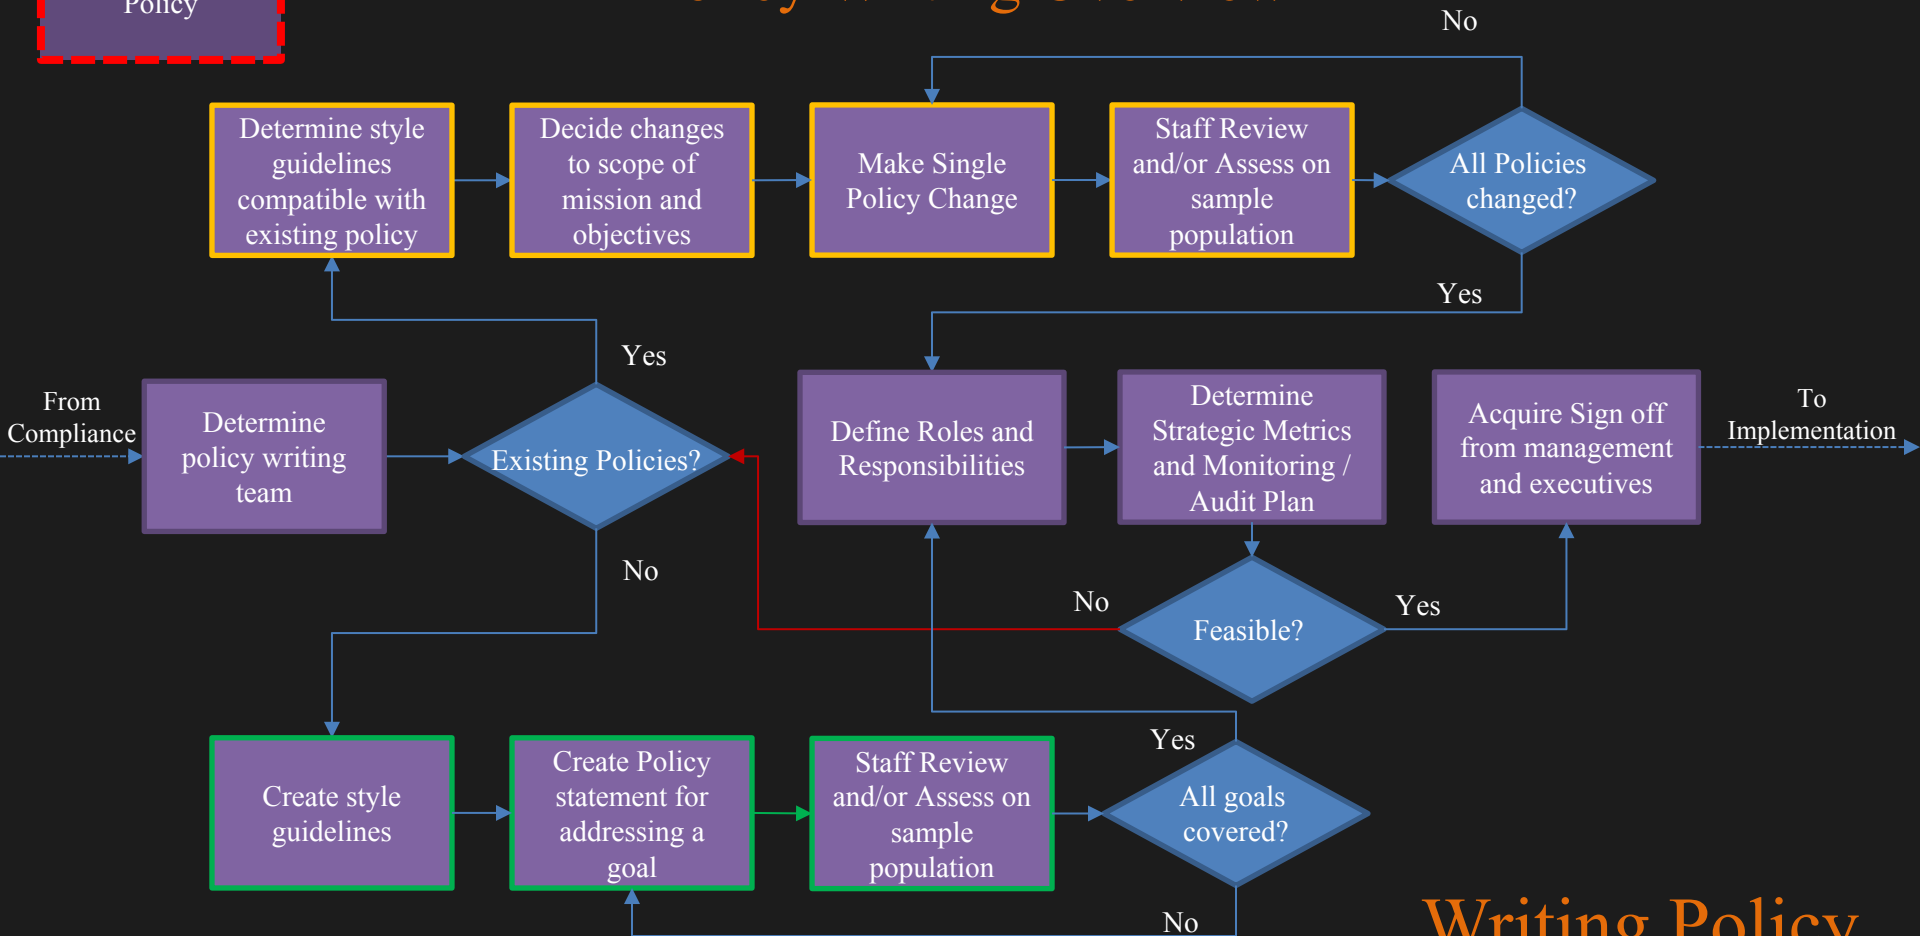 Policy
No
Determine style
guidelines
compatible with
existing policy
Decide changes
to scope of
mission and
objectives
Make Single
Policy Change
Staff Review
and/or Assess on
sample
population
All Policies
changed?
Yes
Yes
From
Compliance
Determine
policy writing
team
Existing Policies?
Define Roles and
Responsibilities
Determine
Strategic Metrics
and Monitoring /
Audit Plan
Acquire Sign off
from management
and executives
To
Implementation
No
No
Feasible?
Yes
Create style
guidelines
Create Policy
statement for
addressing a
goal
Staff Review
and/or Assess on
sample
population
Yes
All goals
covered?
No
Writing Policy